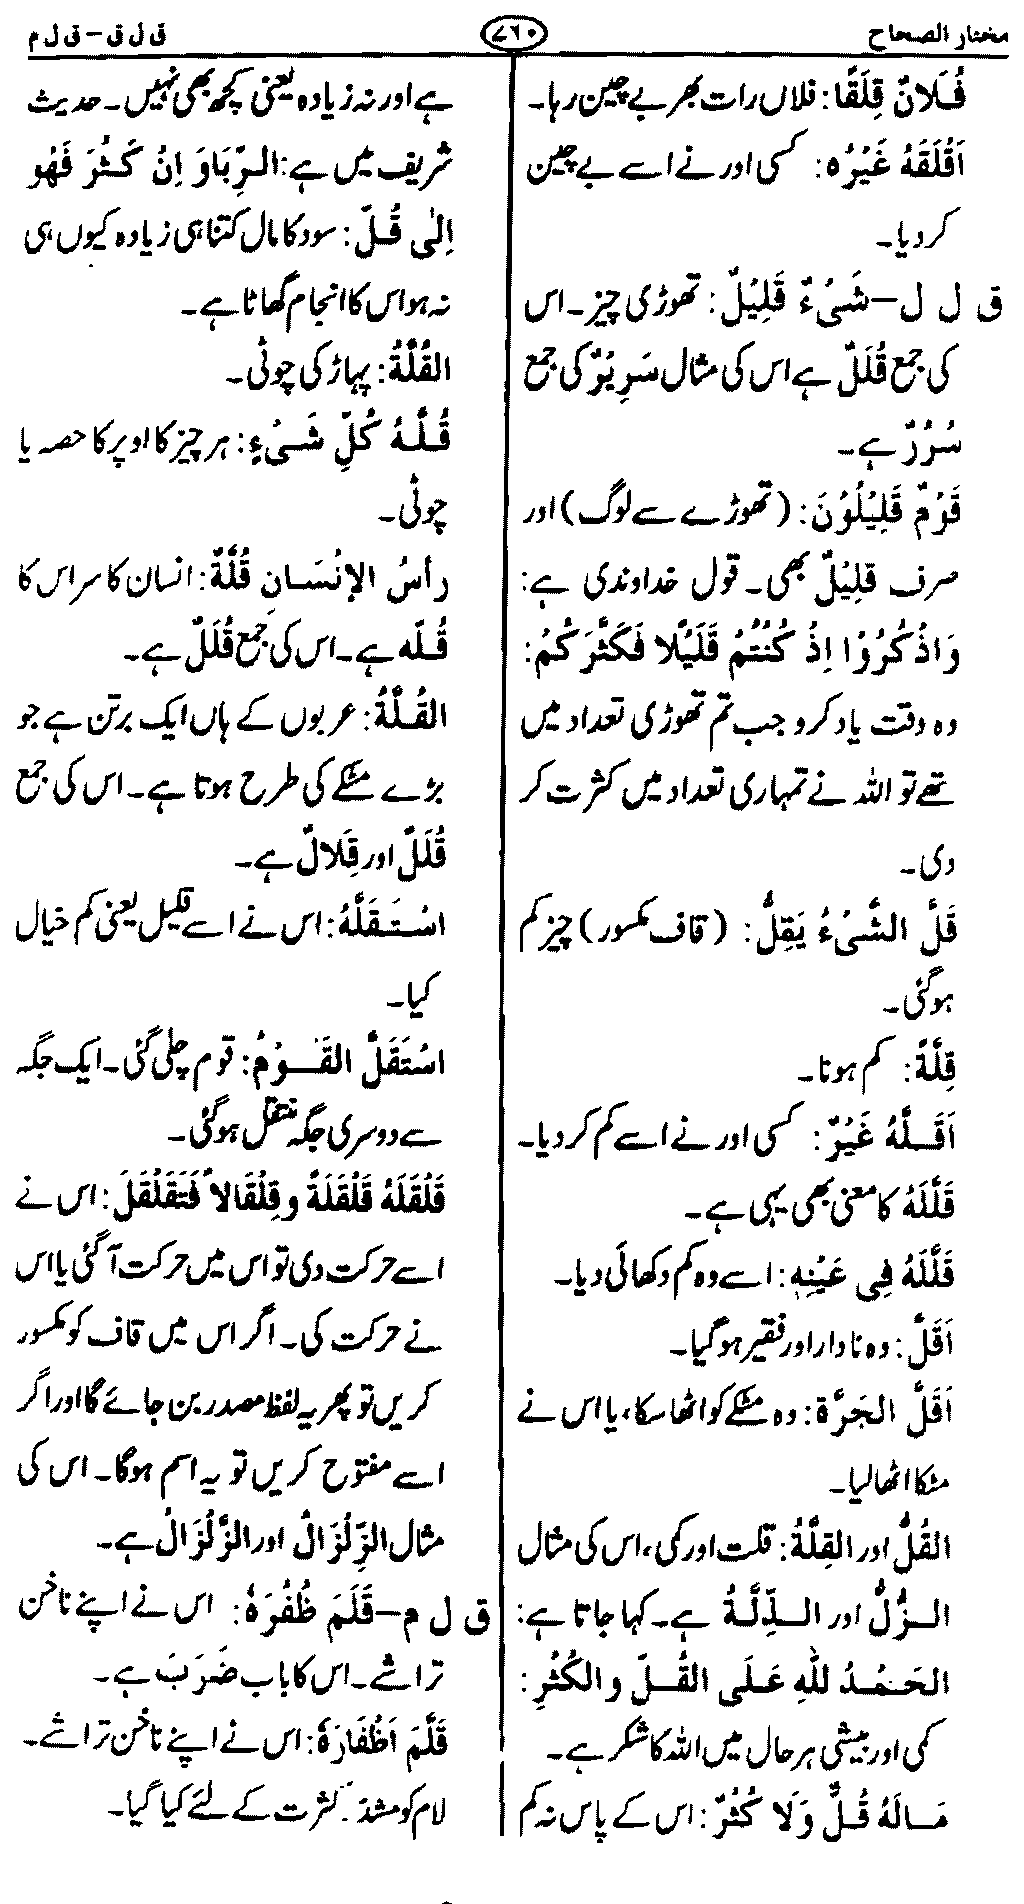 مختار الصحاح
۷۶۰
ق ل ق – ق ل م
فُلَانٌ قِلَقًا: فلاں رات بھر بے چین رہا۔
اَقْلَقَهُ غَيْرُه: کسی اور نے اسے بے چین
کردیا۔
ق ل ل – شَىْءٌ قَلِيْلٌ: تھوڑی چیز۔ اس
کی جمع قُلَلٌ ہے اس کی مثال سَرِيْرٌ کی جمع
سُرُرٌ ہے۔
قَوْمٌ قَلِيْلُوْنَ: (تھوڑے سے لوگ) اور
صرف قَلِيْلٌ بھی۔ قول خداوندی ہے:
وَاذْكُرُوْا اِذْ كُنْتُمْ قَلَيْلًا فَكَثَّرَكُمْ:
وہ وقت یاد کرو جب تم تھوڑی تعداد میں
تھے تو اللہ نے تمہاری تعداد میں کثرت کر
دی۔
قَلَّ الشَّىْءُ يَقِلُّ: (قاف مکسور) چیز کم
ہوگئی۔
قِلَّةً: کم ہونا۔
اَقَلَّهُ غَيْرٌ: کسی اور نے اسے کم کردیا۔
قَلَّلَهُ کا معنی بھی یہی ہے۔
قَلَّلَهُ فِى عَيْنِهٖ: اسے وہ کم دکھائی دیا۔
اَقَلَّ: وہ نادار اور فقیر ہوگیا۔
اَقَلَّ الجَرَّة: وہ مٹکے کو اٹھا سکا، یا اس نے
مٹکا اٹھالیا۔
القُلُّ اور القِلَّةُ: قلت اور کمی، اس کی مثال
الزُّلُّ اور الذِّلَّةُ ہے۔ کہا جاتا ہے:
الحَمْدُ للهِ عَلَى القُلّ والكُثْرِ:
کمی اور بیشی ہر حال میں اللہ کا شکر ہے۔
مَالَهُ قُلٌّ وَلَا كُثْرٌ: اس کے پاس نہ کم
ہے اور نہ زیادہ یعنی کچھ بھی نہیں۔ حدیث
شریف میں ہے: الرِّبَاوَ اِنْ كَثُرَ فَهُو
اِلٰى قُلّ: سود کا مال کتنا ہی زیادہ کیوں ہی
نہ ہو اس کا انجام گھاٹا ہے۔
القُلَّةُ: پہاڑ کی چوٹی۔
قُلَّهُ كُلِّ شَىْءٍ: ہر چیز کا اوپر کا حصہ یا
چوٹی۔
رأسُ الإنْسَانِ قُلَّةٌ: انسان کا سر اس کا
قُلّه ہے۔ اس کی جمع قُلَلٌ ہے۔
القُلَّةُ: عربوں کے ہاں ایک برتن ہے جو
بڑے مٹکے کی طرح ہوتا ہے۔ اس کی جمع
قُلَلٌ اور قِلَالٌ ہے۔
اسْتَقَلَّهُ: اس نے اسے قلیل یعنی کم خیال
کیا۔
اسْتَقَلَّ القَوْمُ: قوم چلی گئی۔ ایک جگہ
سے دوسری جگہ منتقل ہوگئی۔
قَلْقَلَهُ قَلْقَلَةً وقِلْقَالاً فَتَقَلْقَلَ: اس نے
اسے حرکت دی تو اس میں حرکت آگئی یا اس
نے حرکت کی۔ اگر اس میں قاف کو مکسور
کریں تو پھر یہ لفظ مصدر بن جائے گا اور اگر
اسے مفتوح کریں تو یہ اسم ہوگا۔ اس کی
مثال الزِّلْزَالُ اور الزَّلْزَالُ ہے۔
ق ل م – قَلَمَ ظُفْرَهٗ: اس نے اپنے ناخن
تراشے۔ اس کا باب ضَرَبَ ہے۔
قَلَّمَ اَظْفَارَهٗ: اس نے اپنے ناخن تراشے۔
لام کو مشدد کثرت کے لئے کیا گیا۔